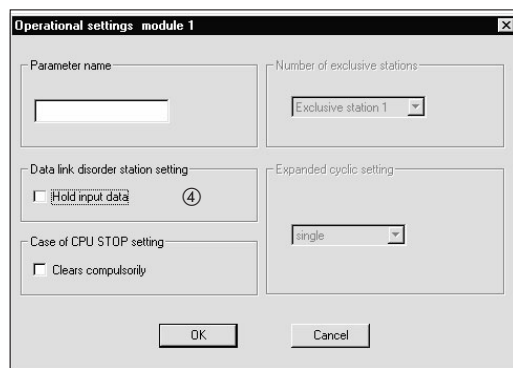 Operational settings module 1
Parameter name
Number of exclusive stations
Exclusive station 1
Data link disorder station setting
Hold input data ④
Expanded cyclic setting
single
Case of CPU STOP setting
Clears compulsorily
OK
Cancel